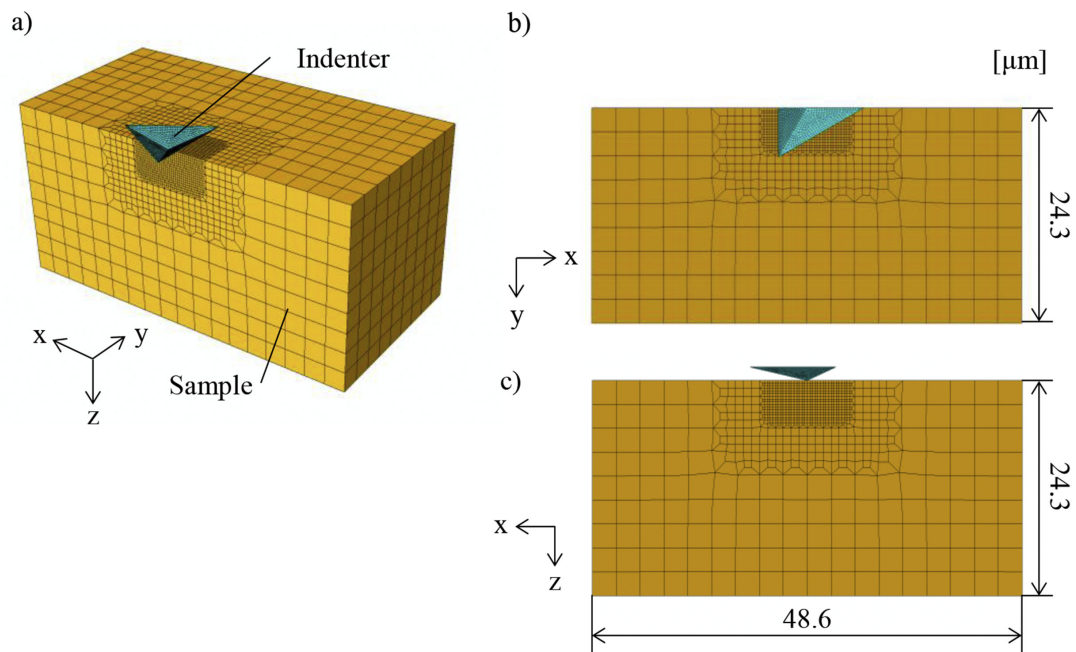 a)
Indenter
x
y
z
Sample
b)
[µm]
24.3
x
y
c)
24.3
x
z
48.6